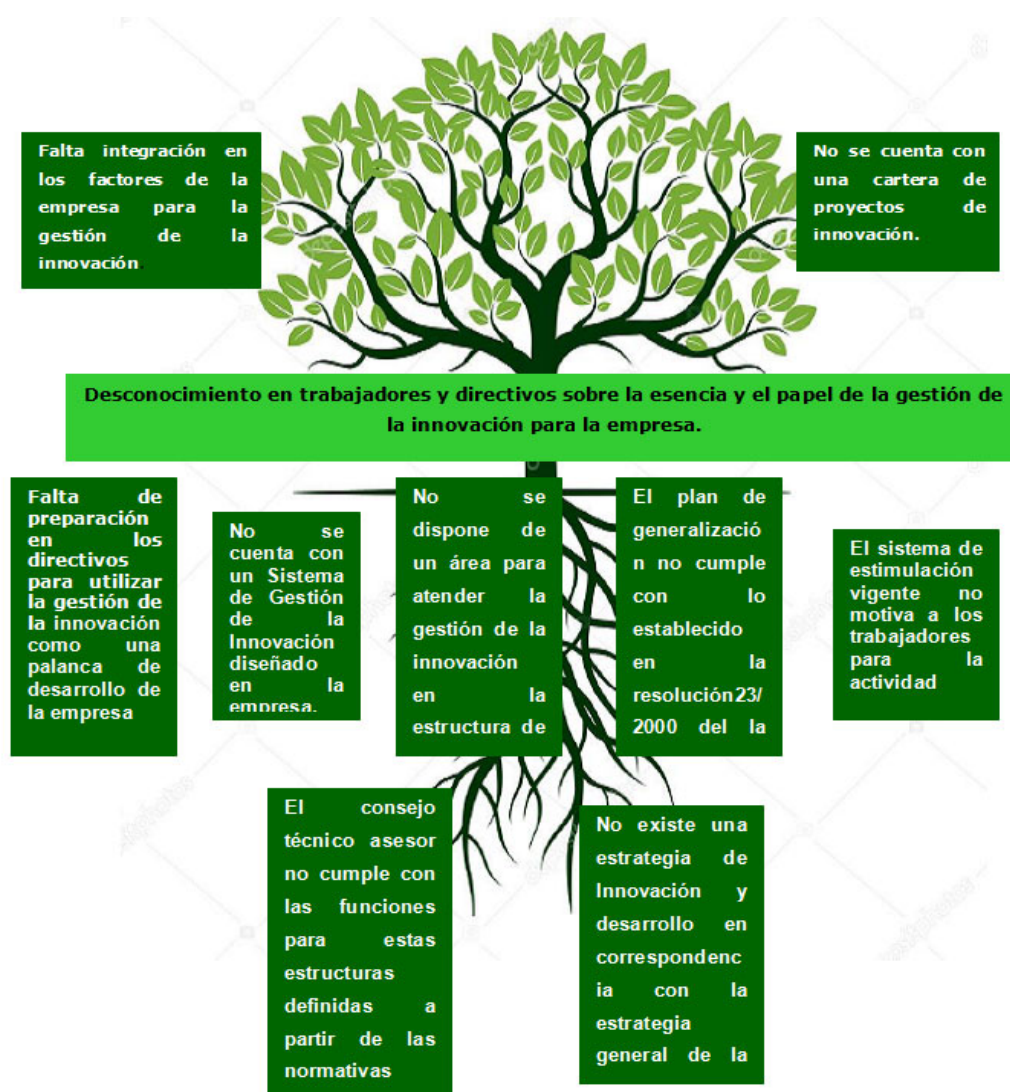 Falta integración en
los factores de la
empresa para la
gestión de la
innovación.
No se cuenta con
una cartera de
proyectos de
innovación.
Desconocimiento en trabajadores y directivos sobre la esencia y el papel de la gestión de
la innovación para la empresa.
Falta de
preparación
en los
directivos
para utilizar
la gestión de
la innovación
como una
palanca de
desarrollo de
la empresa
No se
cuenta con
un Sistema
de Gestión
de la
Innovación
diseñado
en la
empresa.
No se
dispone de
un área para
atender la
gestión de la
innovación
en la
estructura de
El plan de
generalizació
n no cumple
con lo
establecido
en la
resolución23/
2000 del la
El sistema de
estimulación
vigente no
motiva a los
trabajadores
para la
actividad
El consejo
técnico asesor
no cumple con
las funciones
para estas
estructuras
definidas a
partir de las
normativas
No existe una
estrategia de
Innovación y
desarrollo en
correspondenc
ia con la
estrategia
general de la